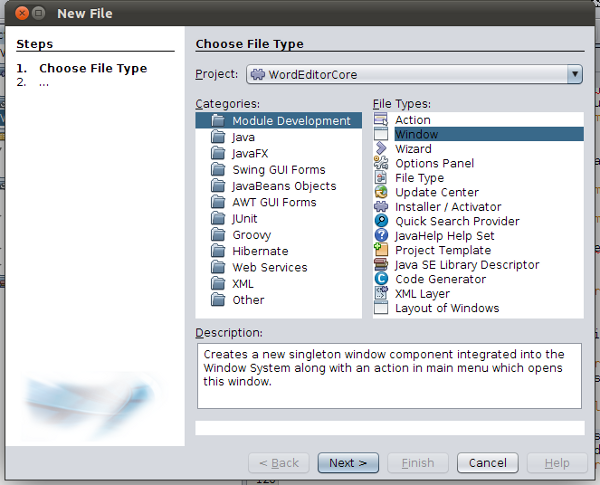 New File
Steps
1. Choose File Type
2. ...
Choose File Type
Project: WordEditorCore
Categories:
Module Development
Java
JavaFX
Swing GUI Forms
JavaBeans Objects
AWT GUI Forms
JUnit
Groovy
Hibernate
Web Services
XML
Other
File Types:
Action
Window
Wizard
Options Panel
File Type
Update Center
Installer / Activator
Quick Search Provider
JavaHelp Help Set
Project Template
Java SE Library Descriptor
Code Generator
XML Layer
Layout of Windows
Description:
Creates a new singleton window component integrated into the
Window System along with an action in main menu which opens
this window.
< Back
Next >
Finish
Cancel
Help